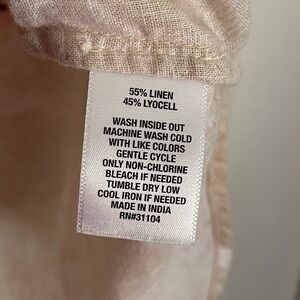 55% LINEN
45% LYOCELL
WASH INSIDE OUT
MACHINE WASH COLD
WITH LIKE COLORS
GENTLE CYCLE
ONLY NON-CHLORINE
BLEACH IF NEEDED
TUMBLE DRY LOW
COOL IRON IF NEEDED
MADE IN INDIA
RN#31104